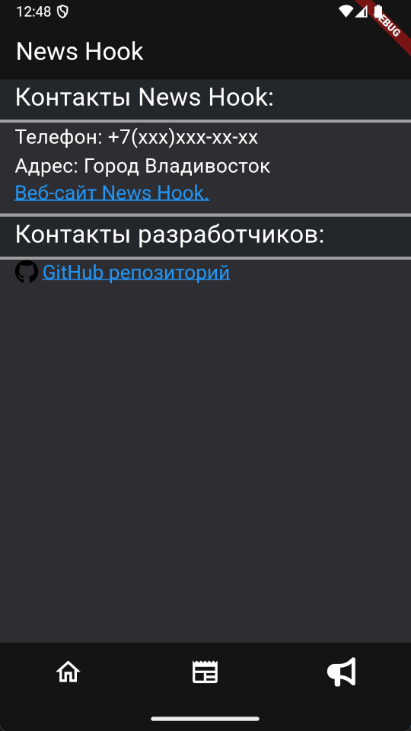 12:48
DEBUG
News Hook
Контакты News Hook:
Телефон: +7(xxx)xxx-xx-xx
Адрес: Город Владивосток
Веб-сайт News Hook.
Контакты разработчиков:
GitHub репозиторий